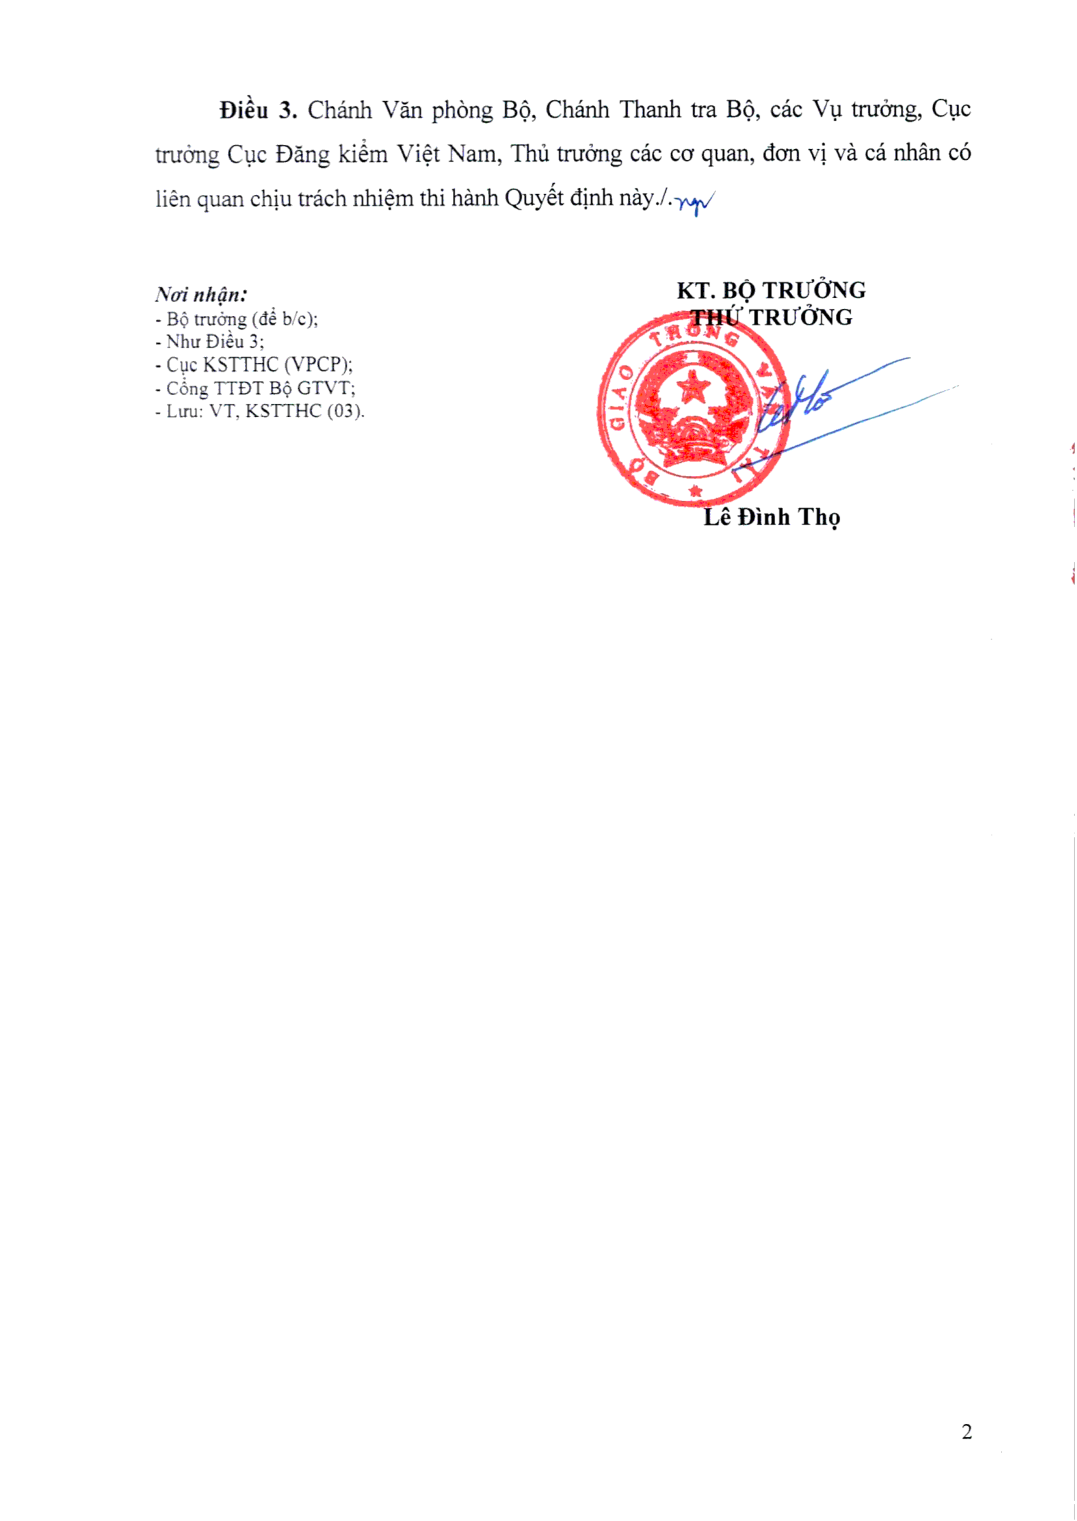 Điều 3. Chánh Văn phòng Bộ, Chánh Thanh tra Bộ, các Vụ trưởng, Cục
trưởng Cục Đăng kiểm Việt Nam, Thủ trưởng các cơ quan, đơn vị và cá nhân có
liên quan chịu trách nhiệm thi hành Quyết định này./.
Nơi nhận:
- Bộ trưởng (để b/c);
- Như Điều 3;
- Cục KSTTHC (VPCP);
- Cổng TTĐT Bộ GTVT;
- Lưu: VT, KSTTHC (03).
KT. BỘ TRƯỞNG
THỨ TRƯỞNG
BỘ GIAO THÔNG VẬN TẢI
Lê Đình Thọ
2